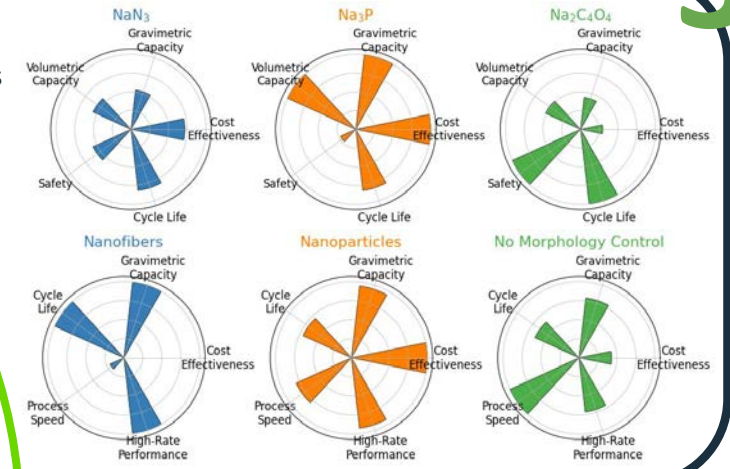 NaN₃
Gravimetric
Capacity
Volumetric
Capacity
Cost
Effectiveness
Safety
Cycle Life
Na₃P
Gravimetric
Capacity
Volumetric
Capacity
Cost
Effectiveness
Safety
Cycle Life
Na₂C₄O₄
Gravimetric
Capacity
Volumetric
Capacity
Cost
Effectiveness
Safety
Cycle Life
Nanofibers
Gravimetric
Capacity
Cycle
Life
Cost
Effectiveness
Process
Speed
High-Rate
Performance
Nanoparticles
Gravimetric
Capacity
Cycle
Life
Cost
Effectiveness
Process
Speed
High-Rate
Performance
No Morphology Control
Gravimetric
Capacity
Cycle
Life
Cost
Effectiveness
Process
Speed
High-Rate
Performance